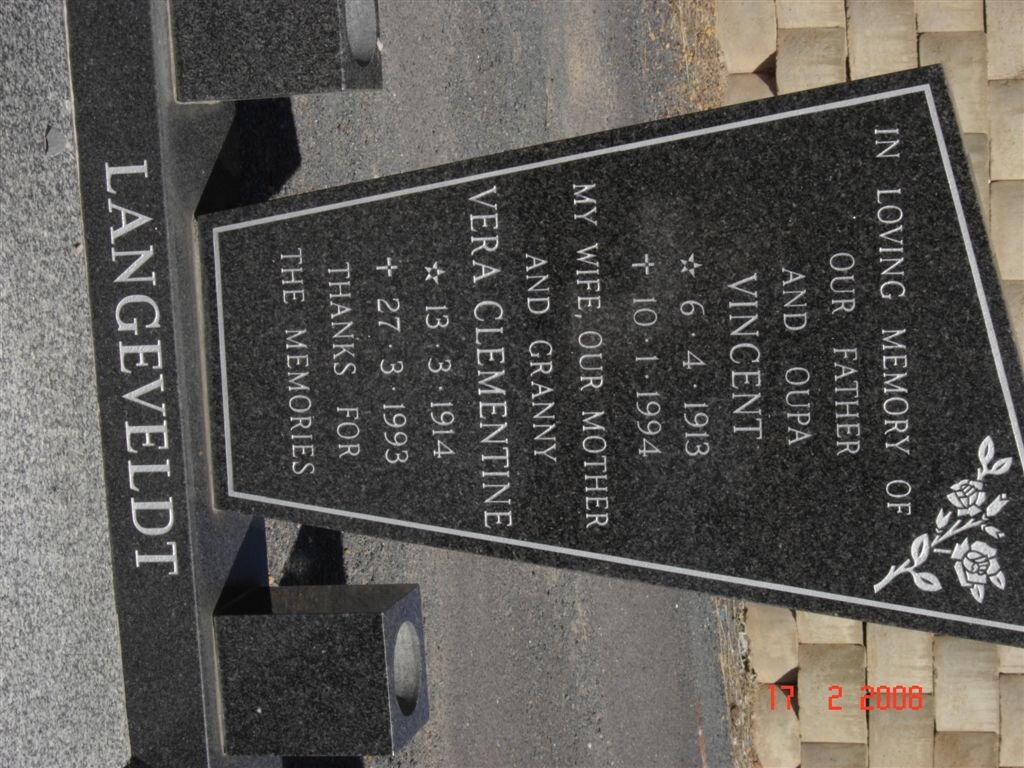 IN LOVING MEMORY OF
OUR FATHER
AND OUPA
VINCENT
☆ 6·4·1913
✝ 10·1·1994
MY WIFE, OUR MOTHER
AND GRANNY
VERA CLEMENTINE
☆ 13·3·1914
✝ 27·3·1993
THANKS FOR
THE MEMORIES
LANGEVELDT
17 2 2008